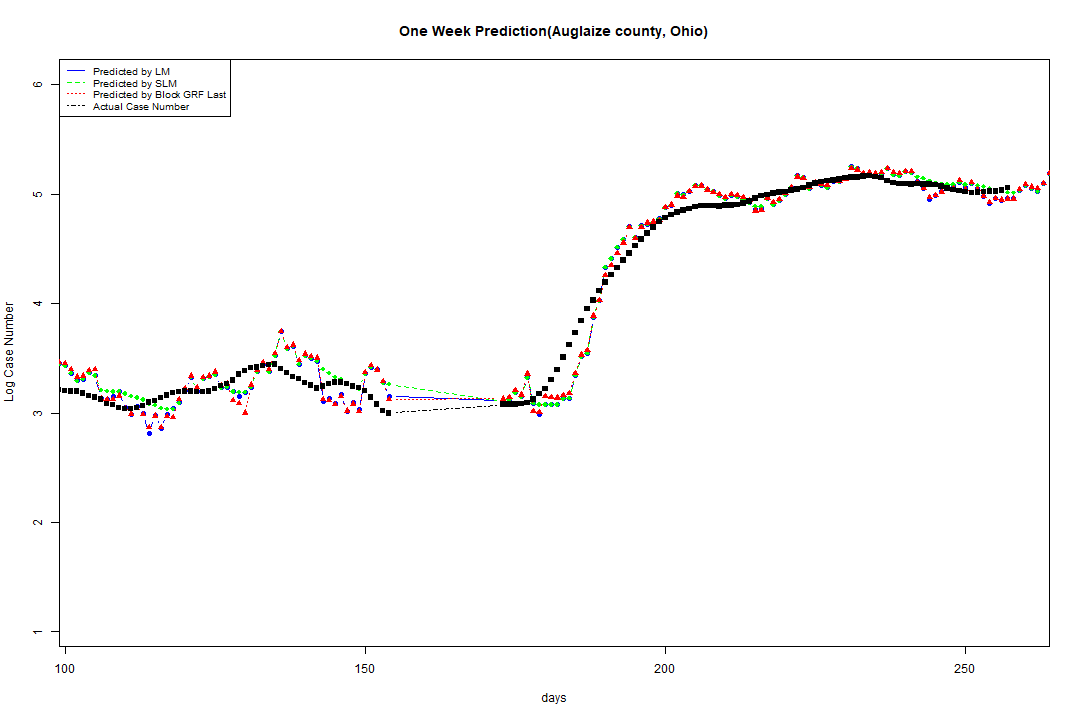 One Week Prediction(Auglaize county, Ohio)
Predicted by LM
Predicted by SLM
Predicted by Block GRF Last
Actual Case Number
6
5
4
3
2
1
Log Case Number
100 150 200 250
days